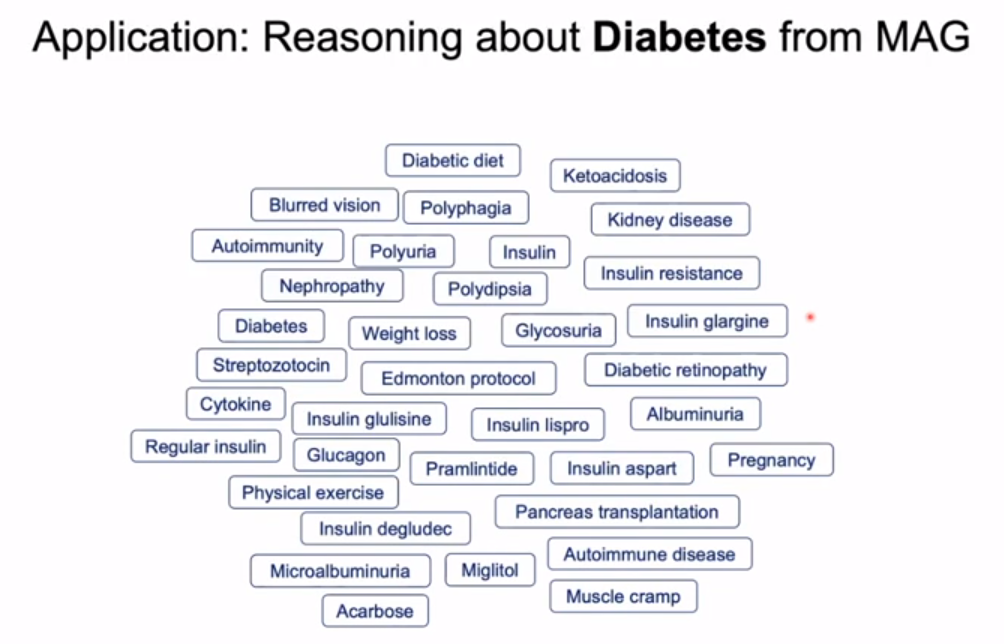 Application: Reasoning about Diabetes from MAG
Diabetic diet
Ketoacidosis
Blurred vision
Polyphagia
Kidney disease
Autoimmunity
Polyuria
Insulin
Insulin resistance
Nephropathy
Polydipsia
Diabetes
Weight loss
Glycosuria
Insulin glargine
Streptozotocin
Edmonton protocol
Diabetic retinopathy
Cytokine
Insulin glulisine
Insulin lispro
Albuminuria
Regular insulin
Glucagon
Pramlintide
Insulin aspart
Pregnancy
Physical exercise
Pancreas transplantation
Insulin degludec
Autoimmune disease
Microalbuminuria
Miglitol
Muscle cramp
Acarbose